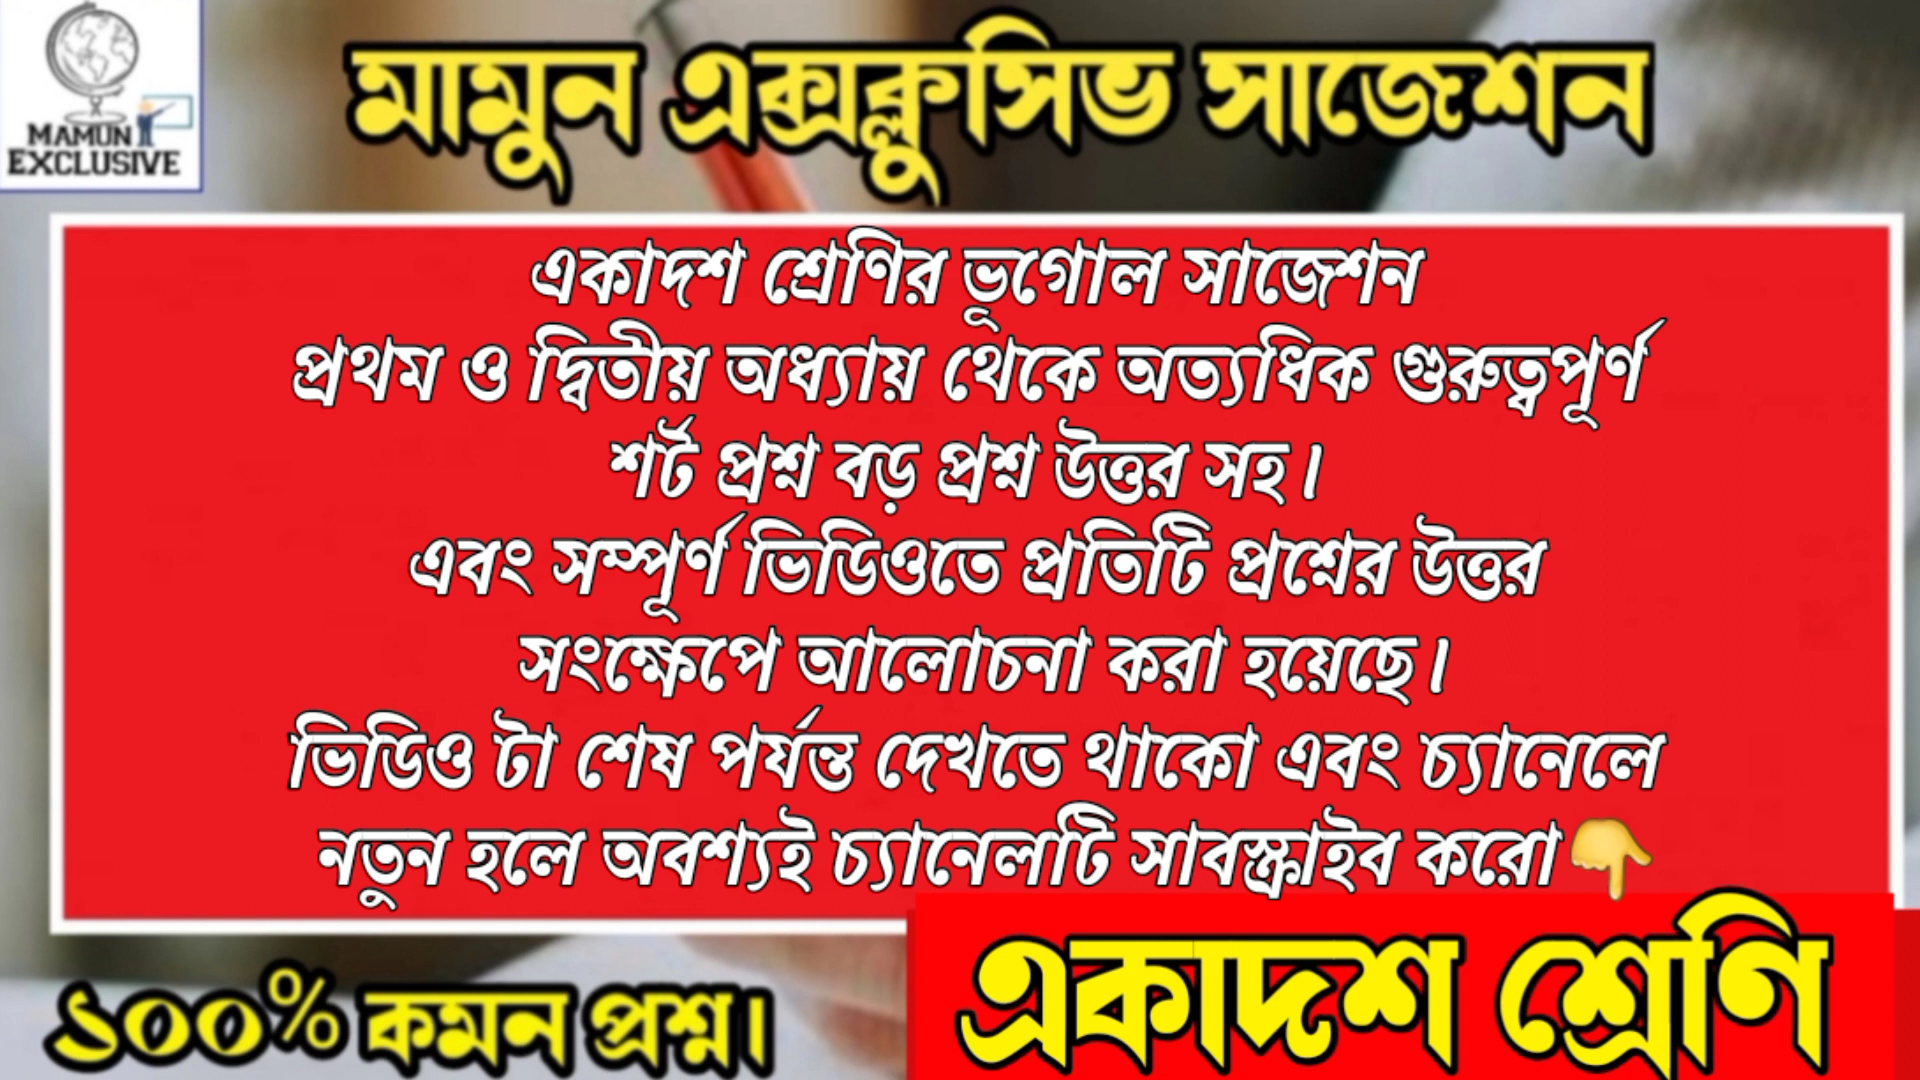 MAMUN
EXCLUSIVE
মামুন এক্সক্লুসিভ সাজেশন
একাদশ শ্রেণির ভূগোল সাজেশন
প্রথম ও দ্বিতীয় অধ্যায় থেকে অত্যধিক গুরুত্বপূর্ণ
শর্ট প্রশ্ন বড় প্রশ্ন উত্তর সহ।
এবং সম্পূর্ণ ভিডিওতে প্রতিটি প্রশ্নের উত্তর
সংক্ষেপে আলোচনা করা হয়েছে।
ভিডিও টা শেষ পর্যন্ত দেখতে থাকো এবং চ্যানেলে
নতুন হলে অবশ্যই চ্যানেলটি সাবস্ক্রাইব করো👇
১০০% কমন প্রশ্ন।
একাদশ শ্রেণি